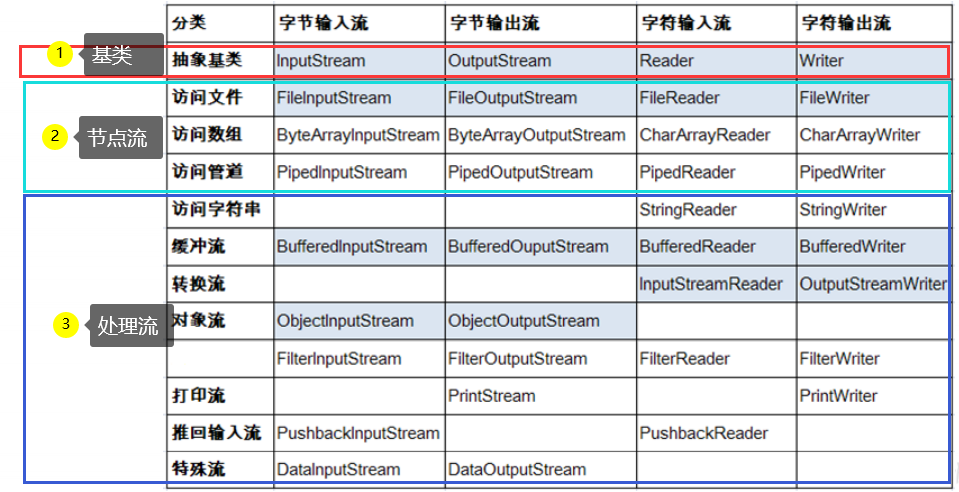 分类 字节输入流 字节输出流 字符输入流 字符输出流
1 基类 抽象基类 InputStream OutputStream Reader Writer
访问文件 FileInputStream FileOutputStream FileReader FileWriter
2 节点流 访问数组 ByteArrayInputStream ByteArrayOutputStream CharArrayReader CharArrayWriter
访问管道 PipedInputStream PipedOutputStream PipedReader PipedWriter
访问字符串 StringReader StringWriter
缓冲流 BufferedInputStream BufferedOuputStream BufferedReader BufferedWriter
转换流 InputStreamReader OutputStreamWriter
3 处理流 对象流 ObjectInputStream ObjectOutputStream
FilterInputStream FilterOutputStream FilterReader FilterWriter
打印流 PrintStream PrintWriter
推回输入流 PushbackInputStream PushbackReader
特殊流 DataInputStream DataOutputStream